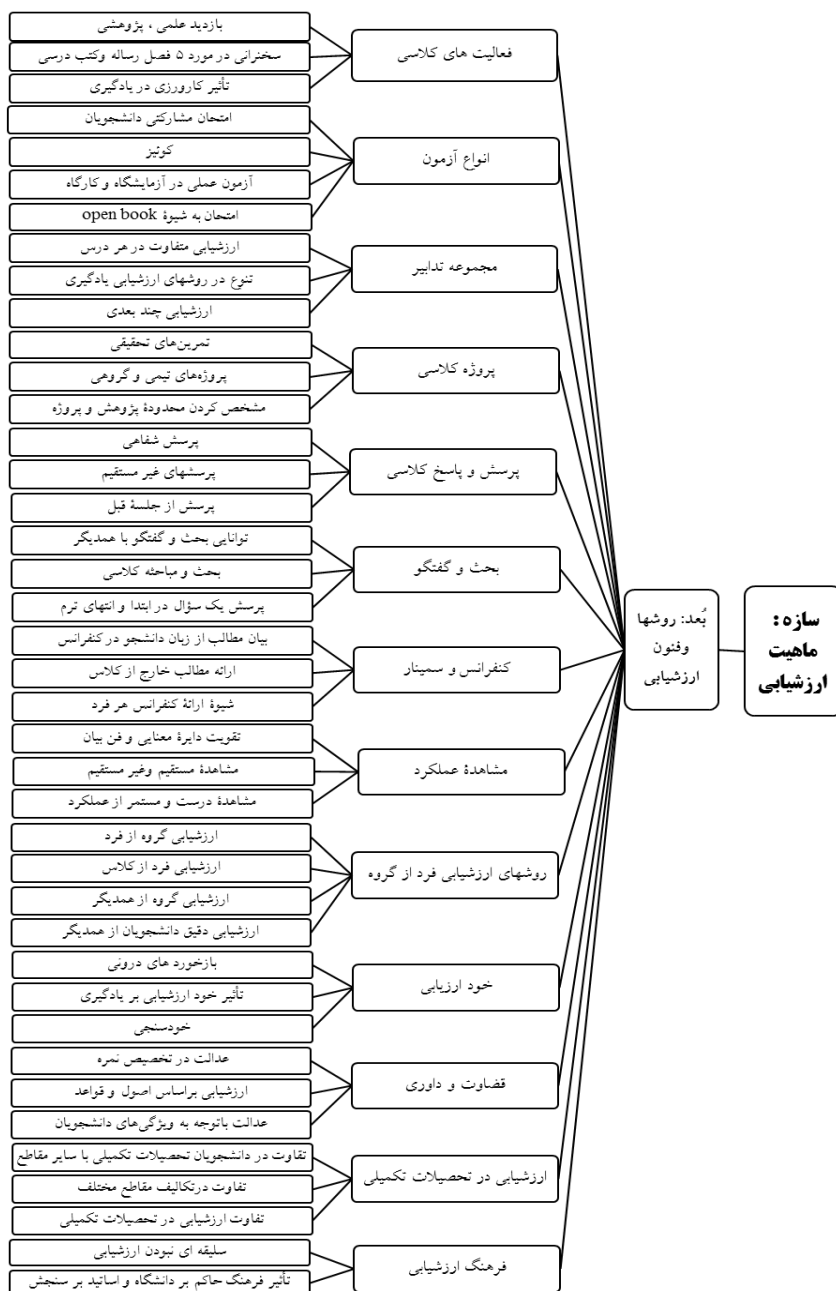 سازه:
ماهیت
ارزشیابی
بُعد: روشها
وفنون
ارزشیابی
فعالیت های کلاسی
بازدید علمی ، پژوهشی
سخنرانی در مورد ۵ فصل رساله وکتب درسی
تأثیر کارورزی در یادگیری
انواع آزمون
امتحان مشارکتی دانشجویان
کوئیز
آزمون عملی در آزمایشگاه و کارگاه
امتحان به شیوۀ open book
مجموعه تدابیر
ارزشیابی متفاوت در هر درس
تنوع در روشهای ارزشیابی یادگیری
ارزشیابی چند بعدی
پروژه کلاسی
تمرین‌های تحقیقی
پروژه‌های تیمی و گروهی
مشخص کردن محدودۀ پژوهش و پروژه
پرسش و پاسخ کلاسی
پرسش شفاهی
پرسشهای غیر مستقیم
پرسش از جلسۀ قبل
بحث و گفتگو
توانایی بحث و گفتگو با همدیگر
بحث و مباحثه کلاسی
پرسش یک سؤال در ابتدا و انتهای ترم
کنفرانس و سمینار
بیان مطالب از زبان دانشجو در کنفرانس
ارائه مطالب خارج از کلاس
شیوۀ ارائۀ کنفرانس هر فرد
مشاهدۀ عملکرد
تقویت دایرۀ معنایی و فن بیان
مشاهدۀ مستقیم وغیر مستقیم
مشاهدۀ درست و مستمر از عملکرد
روشهای ارزشیابی فرد از گروه
ارزشیابی گروه از فرد
ارزشیابی فرد از کلاس
ارزشیابی گروه از همدیگر
ارزشیابی دقیق دانشجویان از همدیگر
خود ارزیابی
بازخورد های درونی
تأثیر خود ارزشیابی بر یادگیری
خودسنجی
قضاوت و داوری
عدالت در تخصیص نمره
ارزشیابی براساس اصول و قواعد
عدالت باتوجه به ویژگی‌های دانشجویان
ارزشیابی در تحصیلات تکمیلی
تفاوت در دانشجویان تحصیلات تکمیلی با سایر مقاطع
تفاوت درتکالیف مقاطع مختلف
تفاوت ارزشیابی در تحصیلات تکمیلی
فرهنگ ارزشیابی
سلیقه ای نبودن ارزشیابی
تأثیر فرهنگ حاکم بر دانشگاه و اساتید بر سنجش